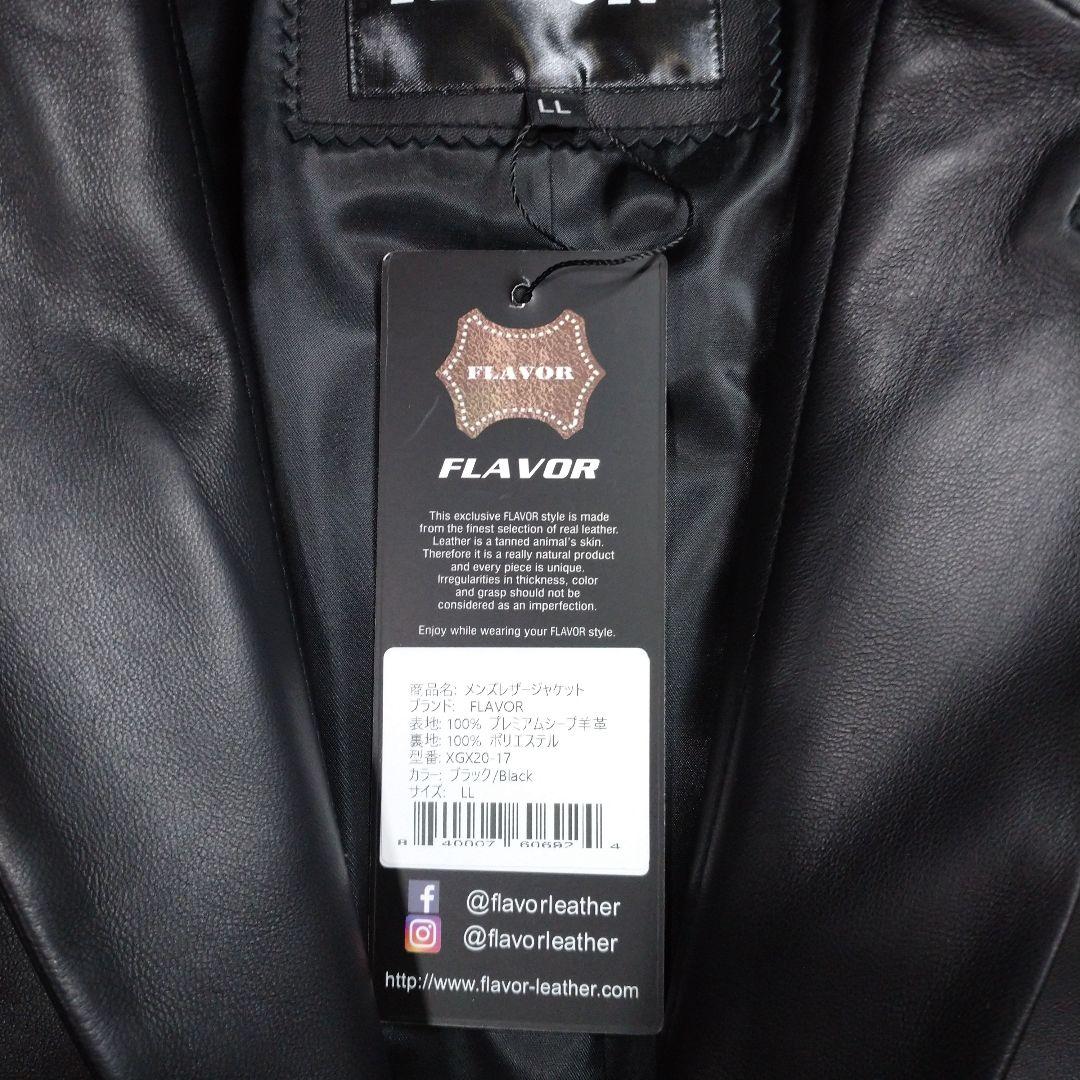 LL
FLAVOR
FLAVOR
This exclusive FLAVOR style is made
from the finest selection of real leather.
Leather is a tanned animal's skin.
Therefore it is a really natural product
and every piece is unique.
Irregularities in thickness, color
and grasp should not be
considered as an imperfection.
Enjoy while wearing your FLAVOR style.
商品名: メンズレザージャケット
ブランド: FLAVOR
表地: 100% プレミアムシープ羊革
裏地: 100% ポリエステル
型番: XGX20-17
カラー: ブラック/Black
サイズ: LL
8 40007 60692 4
@flavorleather
@flavorleather
http://www.flavor-leather.com